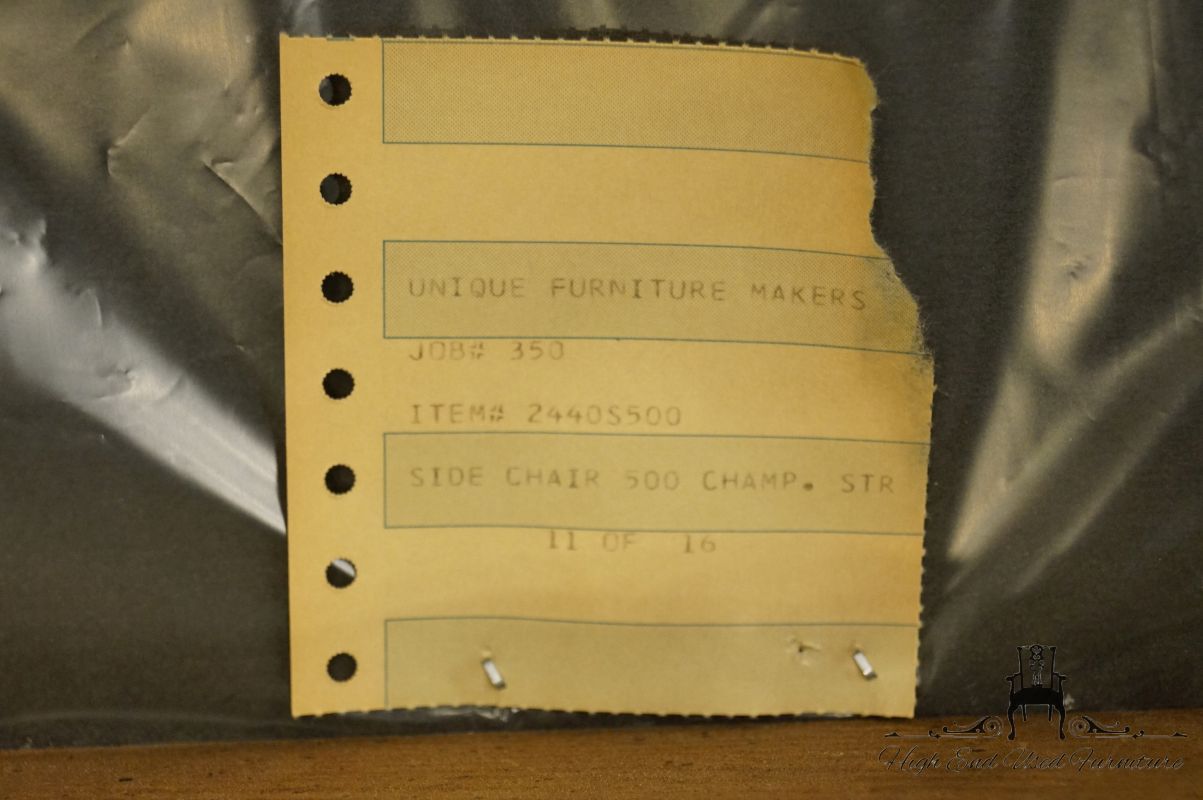 UNIQUE FURNITURE MAKERS
JOB# 350
ITEM# 2440S500
SIDE CHAIR 500 CHAMP. STR
11 OF 16
High End Used Furniture